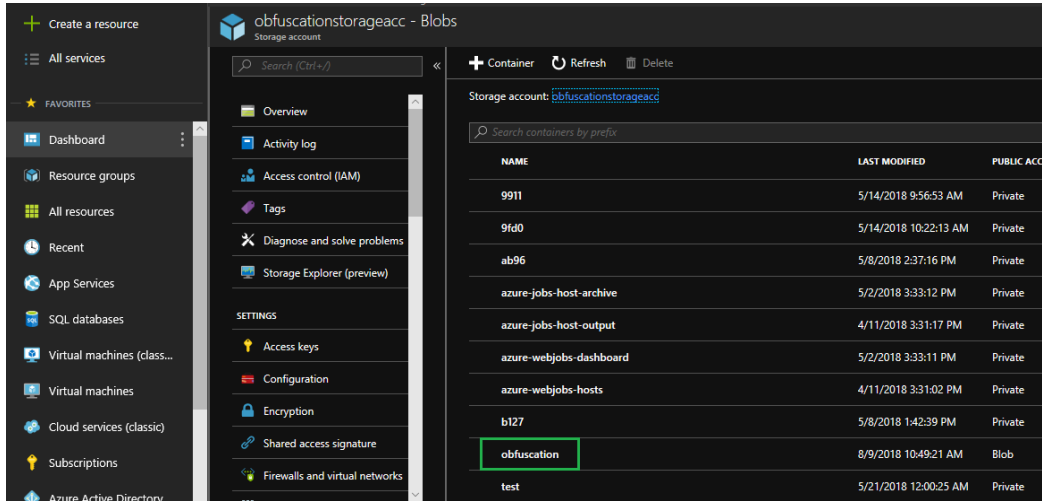 Create a resource
All services
FAVORITES
Dashboard
Resource groups
All resources
Recent
App Services
SQL databases
Virtual machines (class...
Virtual machines
Cloud services (classic)
Subscriptions
Azure Active Directory
obfuscationstorageacc - Blobs
Storage account
Search (Ctrl+/)
Overview
Activity log
Access control (IAM)
Tags
Diagnose and solve problems
Storage Explorer (preview)
SETTINGS
Access keys
Configuration
Encryption
Shared access signature
Firewalls and virtual networks
Container Refresh Delete
Storage account: obfuscationstorageacc
Search containers by prefix
NAME LAST MODIFIED PUBLIC ACC
9911 5/14/2018 9:56:53 AM Private
9fd0 5/14/2018 10:22:13 AM Private
ab96 5/8/2018 2:37:16 PM Private
azure-jobs-host-archive 5/2/2018 3:33:12 PM Private
azure-jobs-host-output 4/11/2018 3:31:17 PM Private
azure-webjobs-dashboard 5/2/2018 3:33:11 PM Private
azure-webjobs-hosts 4/11/2018 3:31:02 PM Private
b127 5/8/2018 1:42:39 PM Private
obfuscation 8/9/2018 10:49:21 AM Blob
test 5/21/2018 12:00:25 AM Private